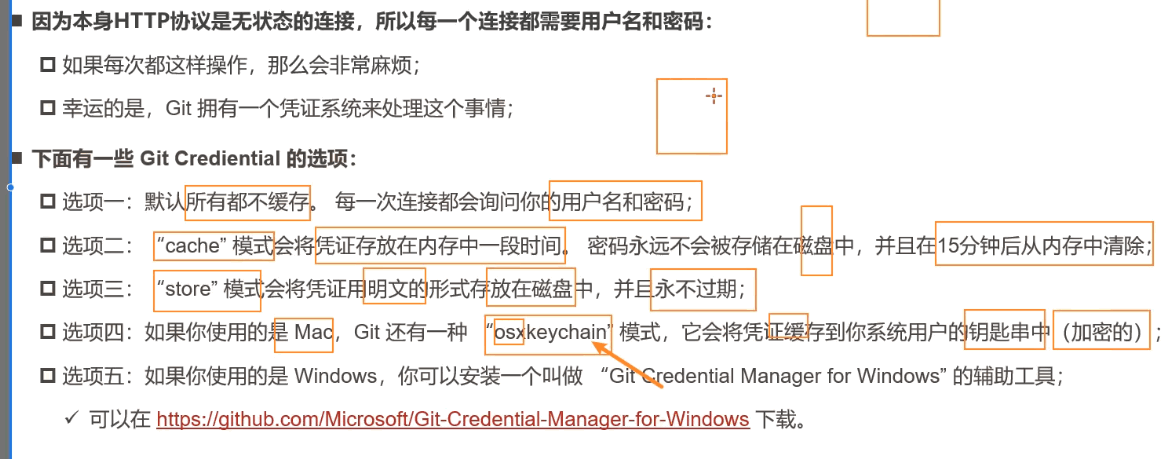 ■ 因为本身HTTP协议是无状态的连接，所以每一个连接都需要用户名和密码：
❑ 如果每次都这样操作，那么会非常麻烦；
❑ 幸运的是，Git 拥有一个凭证系统来处理这个事情；
■ 下面有一些 Git Crediential 的选项：
❑ 选项一：默认所有都不缓存。 每一次连接都会询问你的用户名和密码；
❑ 选项二： “cache” 模式会将凭证存放在内存中一段时间。 密码永远不会被存储在磁盘中，并且在15分钟后从内存中清除；
❑ 选项三： “store” 模式会将凭证用明文的形式存放在磁盘中，并且永不过期；
❑ 选项四：如果你使用的是 Mac，Git 还有一种 “osxkeychain” 模式，它会将凭证缓存到你系统用户的钥匙串中（加密的）；
❑ 选项五：如果你使用的是 Windows，你可以安装一个叫做 “Git Credential Manager for Windows” 的辅助工具；
✓ 可以在 https://github.com/Microsoft/Git-Credential-Manager-for-Windows 下载。